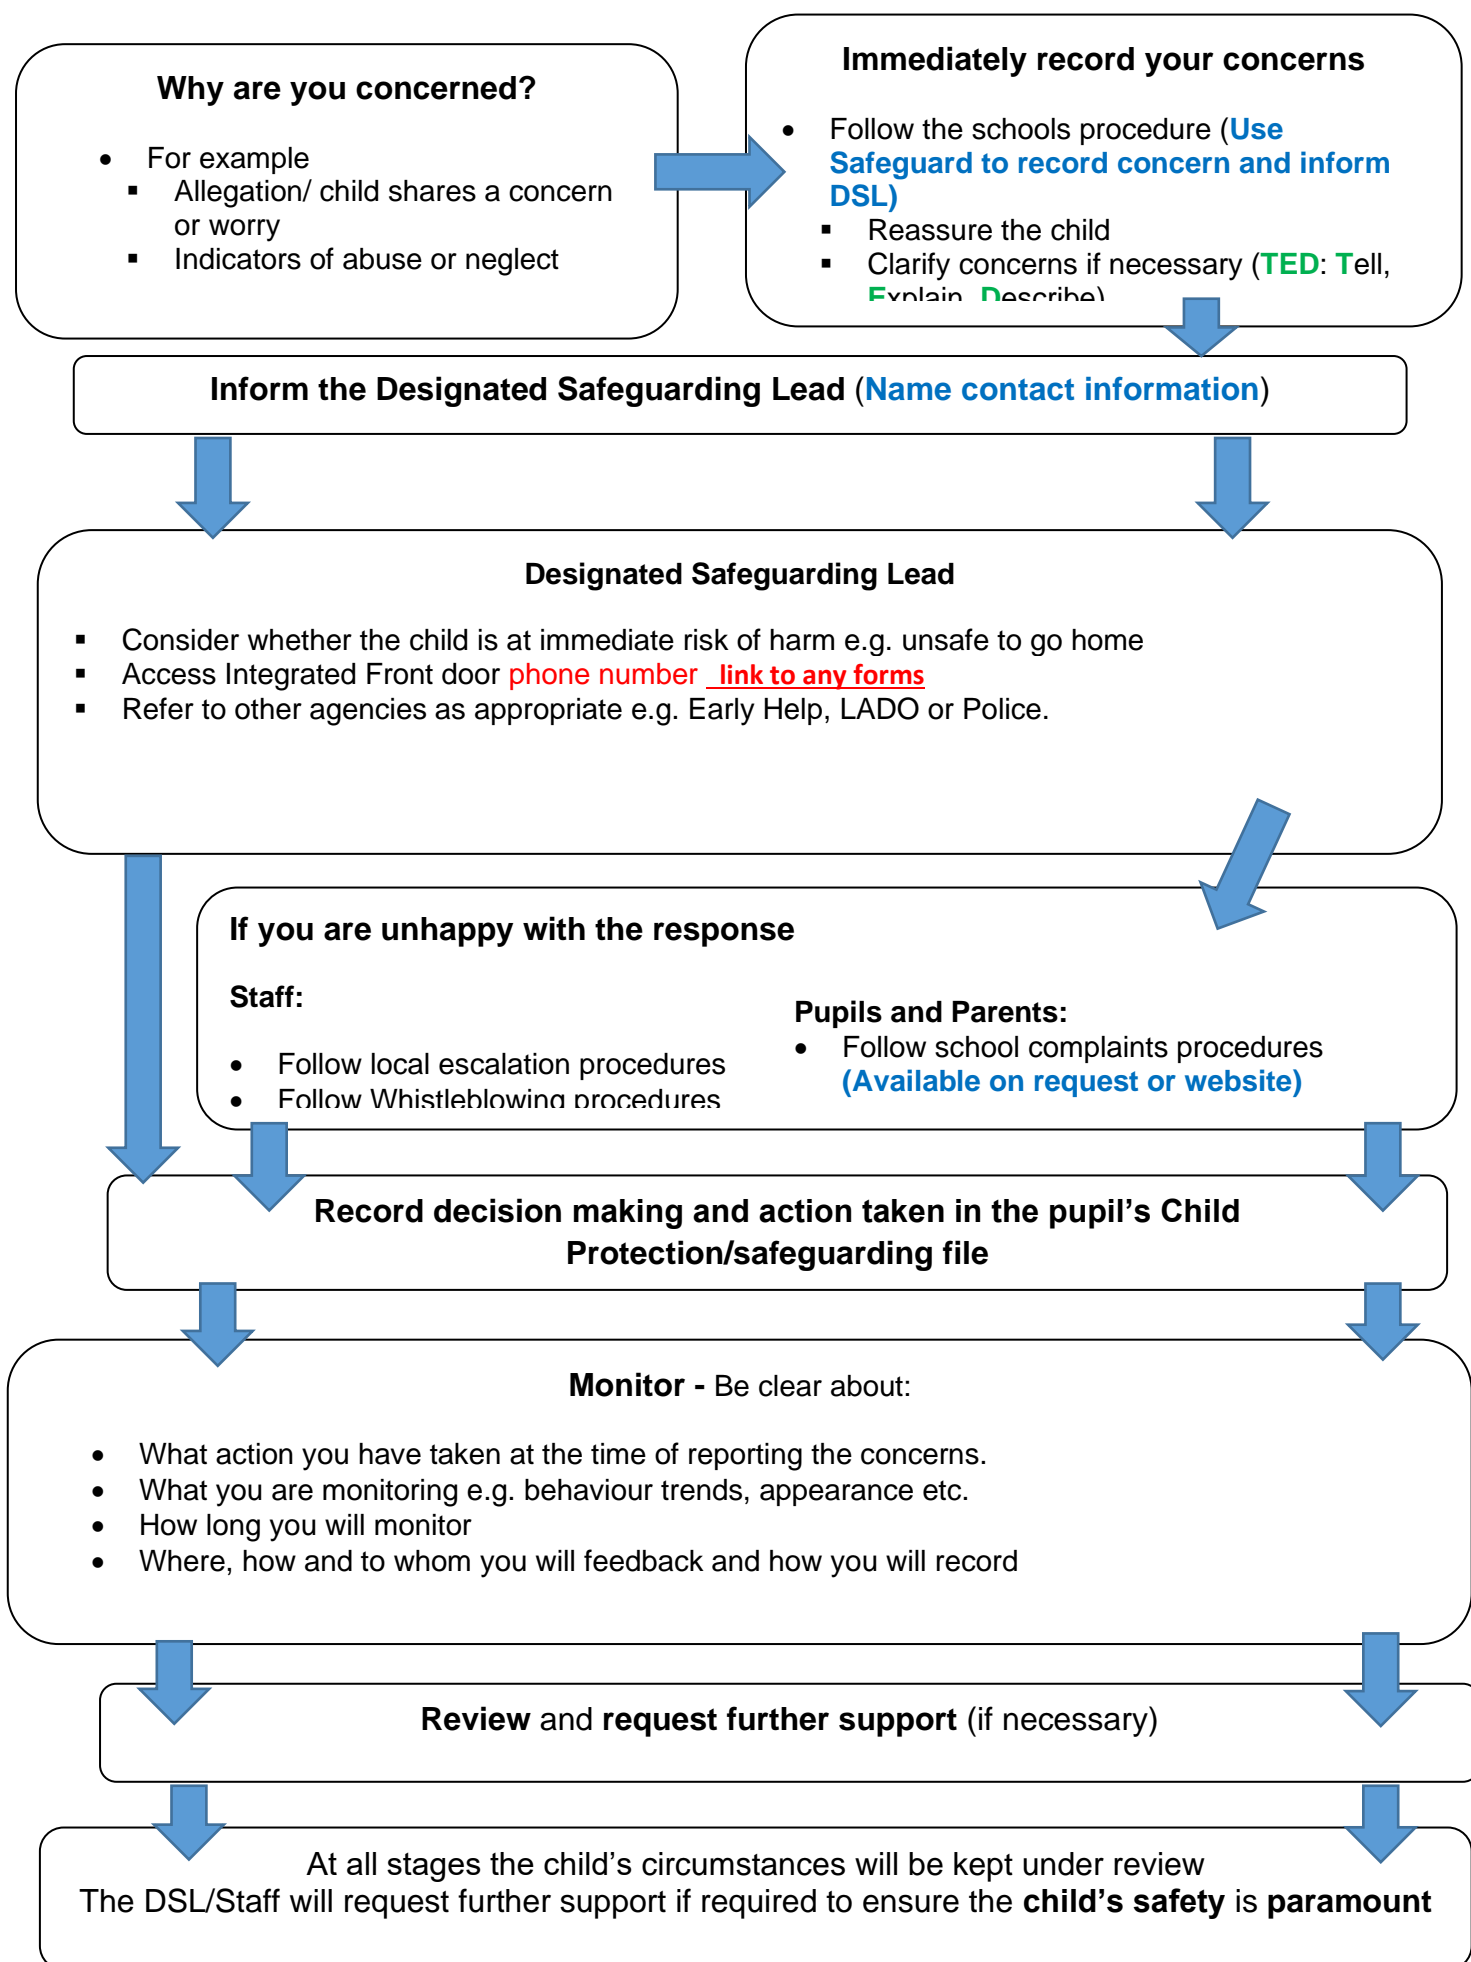 Why are you concerned?
• For example
▪ Allegation/ child shares a concern
or worry
▪ Indicators of abuse or neglect
Immediately record your concerns
• Follow the schools procedure (Use
Safeguard to record concern and inform
DSL)
▪ Reassure the child
▪ Clarify concerns if necessary (TED: Tell,
Explain, Describe)
Inform the Designated Safeguarding Lead (Name contact information)
Designated Safeguarding Lead
▪ Consider whether the child is at immediate risk of harm e.g. unsafe to go home
▪ Access Integrated Front door phone number link to any forms
▪ Refer to other agencies as appropriate e.g. Early Help, LADO or Police.
If you are unhappy with the response
Staff:
• Follow local escalation procedures
• Follow Whistleblowing procedures
Pupils and Parents:
• Follow school complaints procedures
(Available on request or website)
Record decision making and action taken in the pupil's Child
Protection/safeguarding file
Monitor - Be clear about:
• What action you have taken at the time of reporting the concerns.
• What you are monitoring e.g. behaviour trends, appearance etc.
• How long you will monitor
• Where, how and to whom you will feedback and how you will record
Review and request further support (if necessary)
At all stages the child's circumstances will be kept under review
The DSL/Staff will request further support if required to ensure the child's safety is paramount